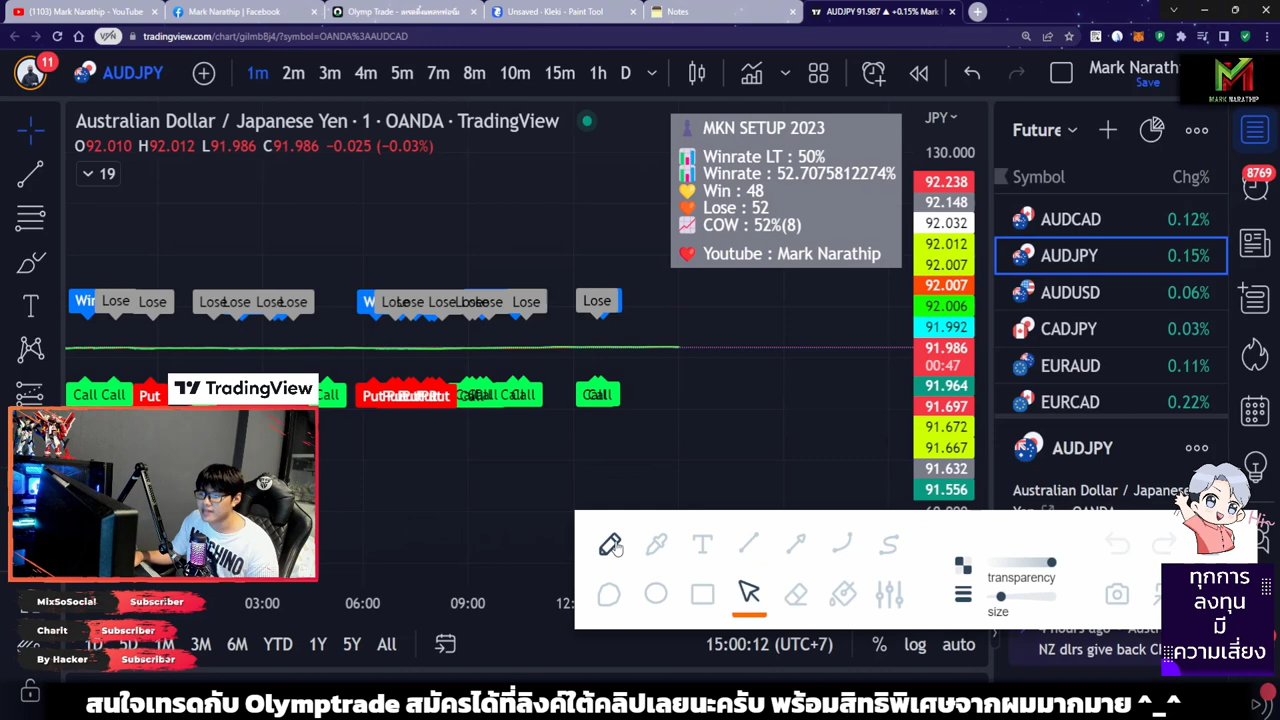 (1103) Mark Narathip - YouTube
Mark Narathip | Facebook
Unsaved - Kleki - Paint Tool
Notes
AUDJPY 91.987 ▲ +0.15% Mark
VPN
tradingview.com/chart/gilmbBj4/?symbol=OANDA%3AAUDCAD
11
AUDJPY
1m
2m
3m
4m
5m
7m
8m
10m
15m
1h
D
Mark Narath
Save
MARK NARATHIP
Australian Dollar / Japanese Yen · 1 · OANDA · TradingView
O92.010 H92.012 L91.986 C91.986 -0.025 (-0.03%)
19
MKN SETUP 2023
Winrate LT : 50%
Winrate : 52.7075812274%
Win : 48
Lose : 52
COW : 52%(8)
Youtube : Mark Narathip
JPY
130.000
92.238
92.148
92.032
92.012
92.007
92.007
92.006
91.992
91.986
00:47
91.964
91.697
91.672
91.667
91.632
91.556
Future
Symbol
Chg%
8769
AUDCAD
0.12%
AUDJPY
0.15%
AUDUSD
0.06%
CADJPY
0.03%
EURAUD
0.11%
EURCAD
0.22%
AUDJPY
Australian Dollar / Japanese
Lose
Lose
Lose
Lose
Lose
Lose
Lose
Lose
Lose
Lose
Call
Call
Put
Call
Put
Put
Call
Call
TradingView
transparency
size
MixSoSocial Subscriber
Charit Subscriber
By Hacker Subscriber
03:00
06:00
09:00
3M
6M
YTD
1Y
5Y
All
15:00:12 (UTC+7)
%
log
auto
NZ dlrs give back
ทุกการ
ลงทุน
มี
ความเสี่ยง
สนใจเทรดกับ Olymptrade สมัครได้ที่ลิงค์ใต้คลิปเลยนะครับ พร้อมสิทธิพิเศษจากผมมากมาย ^_^